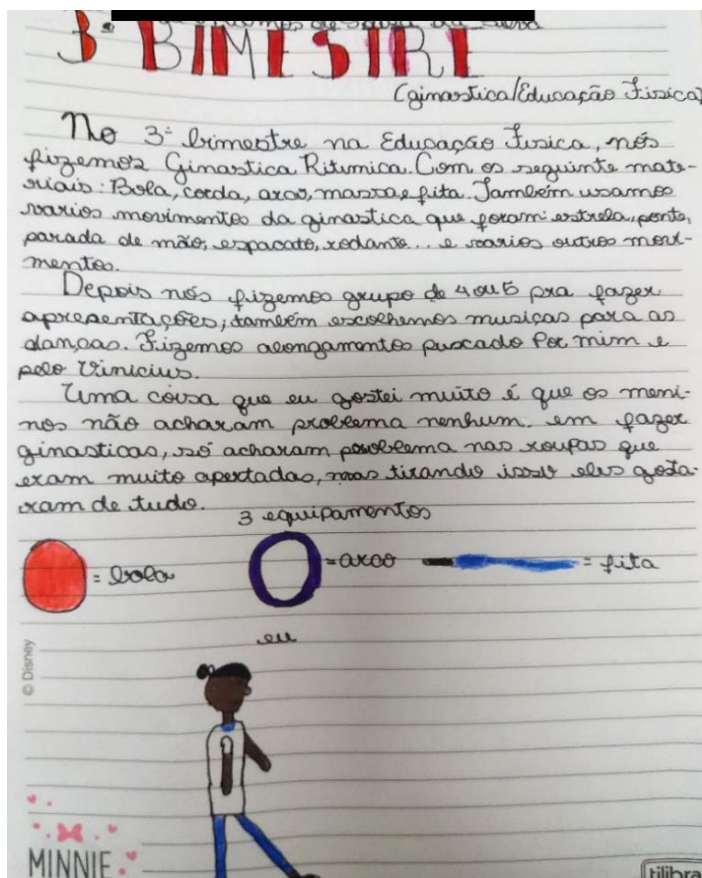 3º BIMESTRE
(ginastica/Educação Fisica)
No 3º bimestre na Educação Fisica, nós
fizemos Ginastica Ritimica. Com os seguinte mate-
riais: Bola, corda, arco, massa e fita. Também usamos
varios movimentos da ginastica que foram: estrela, ponte,
parada de mão, espacato, rodante... e varios outros movi-
mentos.
Depois nós fizemos grupo de 4 ou 5 pra fazer
apresentações, também escolhemos musicas para as
danças. Fizemos alongamentos puxado Por mim e
pelo Vinicius.
Uma coisa que eu gostei muito é que os meni-
nos não acharam problema nenhum em fazer
ginasticas, só acharam problema nas roupas que
eram muito apertadas, mas tirando isso eles gosta-
ram de tudo.
3 equipamentos
= bola
= arco
= fita
eu
© Disney
MINNIE
tilibra